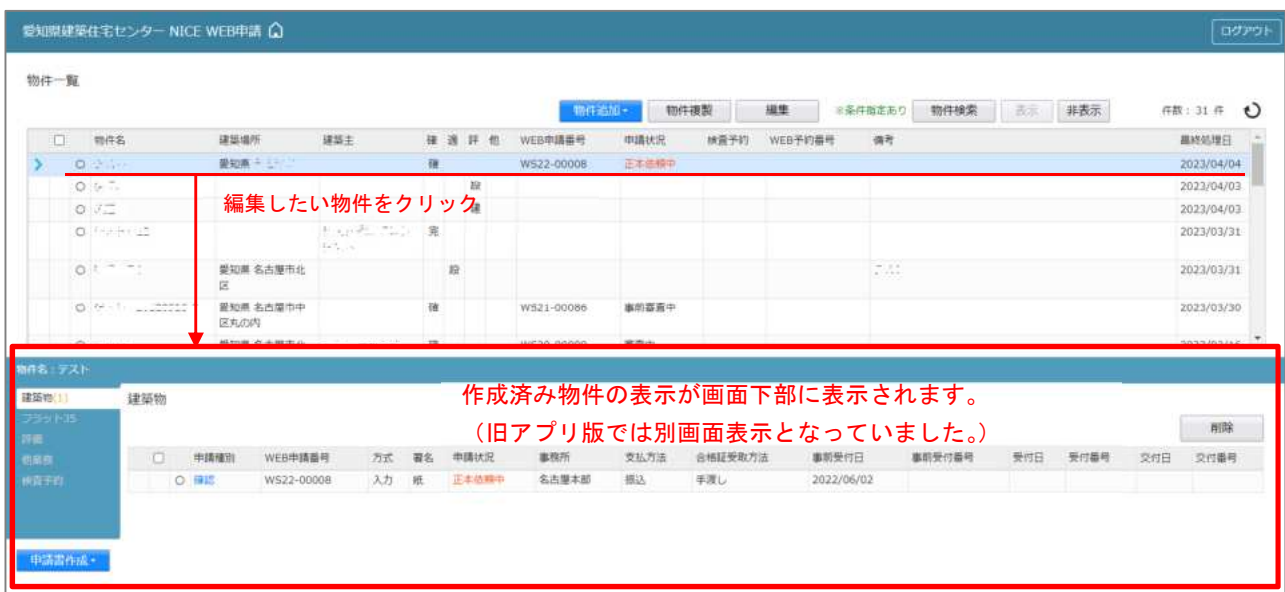 愛知県建築住宅センター NICE WEB申請 ログアウト
物件一覧
物件追加 物件複製 編集 ※条件指定あり 物件検索 表示 非表示 件数: 31 件
物件名 建築場所 建築主 確 適 評 他 WEB申請番号 申請状況 検査予約 WEB予約番号 備考 最終処理日
愛知県 確 WS22-00008 正本依頼中 2023/04/04
設 2023/04/03
編集したい物件をクリック
建 2023/04/03
完 2023/03/31
愛知県 名古屋市北区 設 2023/03/31
愛知県 名古屋市中区丸の内 確 WS21-00086 事前審査中 2023/03/30
物件名:テスト
作成済み物件の表示が画面下部に表示されます。
(旧アプリ版では別画面表示となっていました。)
建築物(1) 建築物
フラット35
削除
評価
他業務
検査予約
申請種別 WEB申請番号 方式 署名 申請状況 事務所 支払方法 合格証受取方法 事前受付日 事前受付番号 受付日 受付番号 交付日 交付番号
確認 WS22-00008 入力 紙 正本依頼中 名古屋本部 振込 手渡し 2022/06/02
申請書作成